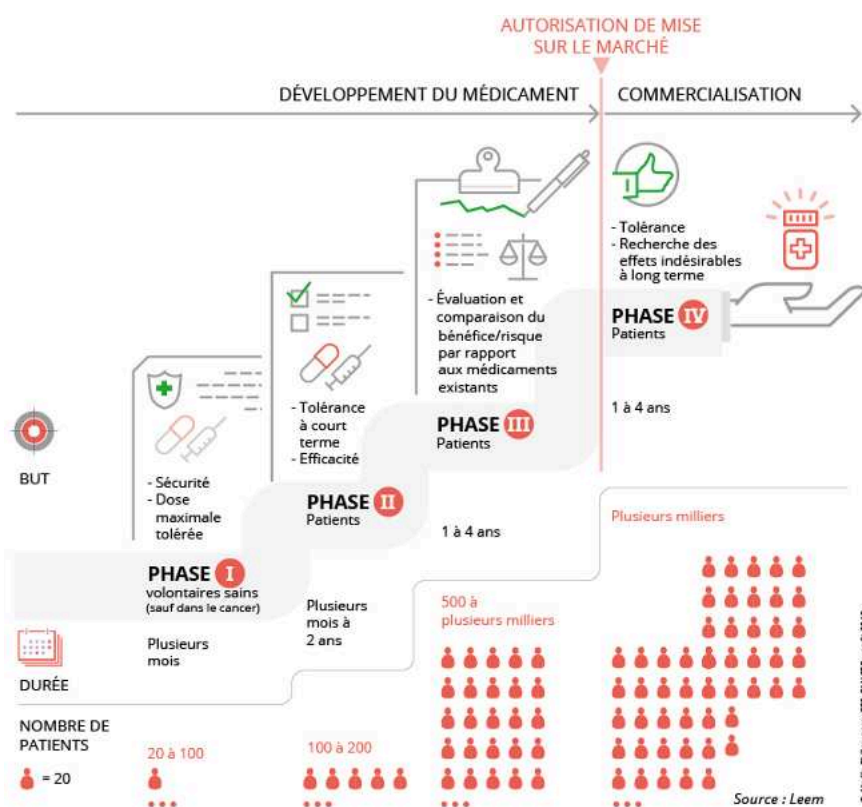 AUTORISATION DE MISE
SUR LE MARCHÉ
DÉVELOPPEMENT DU MÉDICAMENT
COMMERCIALISATION
BUT
- Sécurité
- Dose
maximale
tolérée
PHASE I
volontaires sains
(sauf dans le cancer)
- Tolérance
à court
terme
- Efficacité
PHASE II
Patients
- Évaluation et
comparaison du
bénéfice/risque
par rapport
aux médicaments
existants
PHASE III
Patients
- Tolérance
- Recherche des
effets indésirables
à long terme
PHASE IV
Patients
DURÉE
Plusieurs
mois
Plusieurs
mois à
2 ans
1 à 4 ans
1 à 4 ans
NOMBRE DE
PATIENTS
= 20
20 à 100
100 à 200
500 à
plusieurs milliers
Plusieurs milliers
Source : Leem